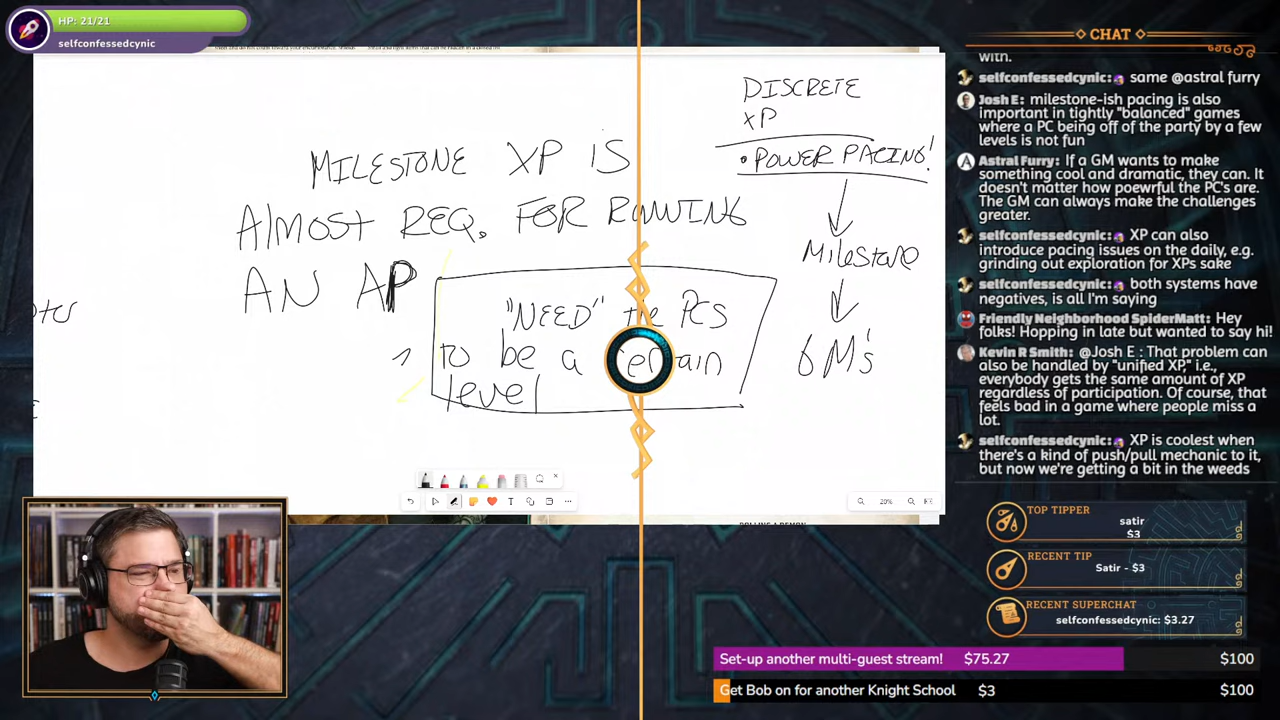 HP: 21/21
selfconfessedcynic
MILESTONE XP IS
AlMOST REQ. FOR RUNNING
AN AP
"NEED" the PCS
to be a certain
level
DISCRETE
XP
• POWER PACING!
Milestone
6M's
20%
CHAT
with.
selfconfessedcynic: same @astral furry
Josh E: milestone-ish pacing is also
important in tightly "balanced" games
where a PC being off of the party by a few
levels is not fun
Astral Furry: If a GM wants to make
something cool and dramatic, they can. It
doesn't matter how poewrful the PC's are.
The GM can always make the challenges
greater.
selfconfessedcynic: XP can also
introduce pacing issues on the daily, e.g.
grinding out exploration for XPs sake
selfconfessedcynic: both systems have
negatives, is all I'm saying
Friendly Neighborhood SpiderMatt: Hey
folks! Hopping in late but wanted to say hi!
Kevin R Smith: @Josh E : That problem can
also be handled by "unified XP," i.e.,
everybody gets the same amount of XP
regardless of participation. Of course, that
feels bad in a game where people miss a
lot.
selfconfessedcynic: XP is coolest when
there's a kind of push/pull mechanic to it,
but now we're getting a bit in the weeds
TOP TIPPER
satir
$3
RECENT TIP
Satir - $3
RECENT SUPERCHAT
selfconfessedcynic: $3.27
Set-up another multi-guest stream! $75.27 $100
Get Bob on for another Knight School $3 $100